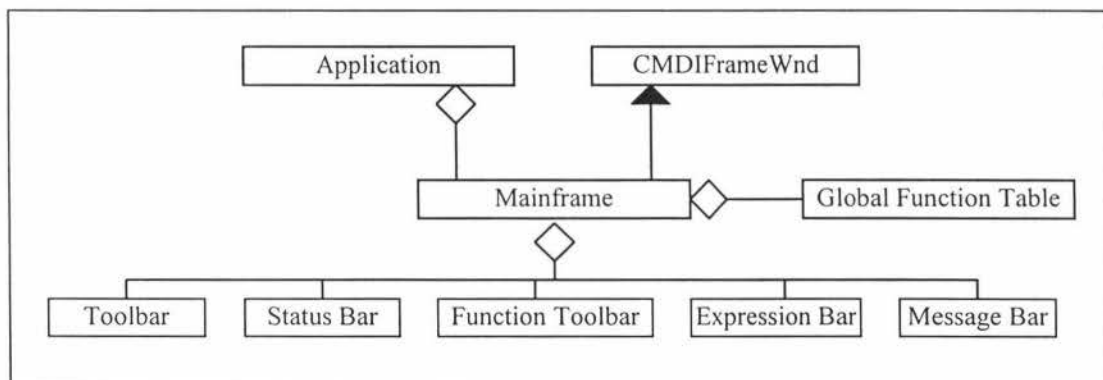 Application
CMDIFrameWnd
Mainframe
Global Function Table
Toolbar
Status Bar
Function Toolbar
Expression Bar
Message Bar